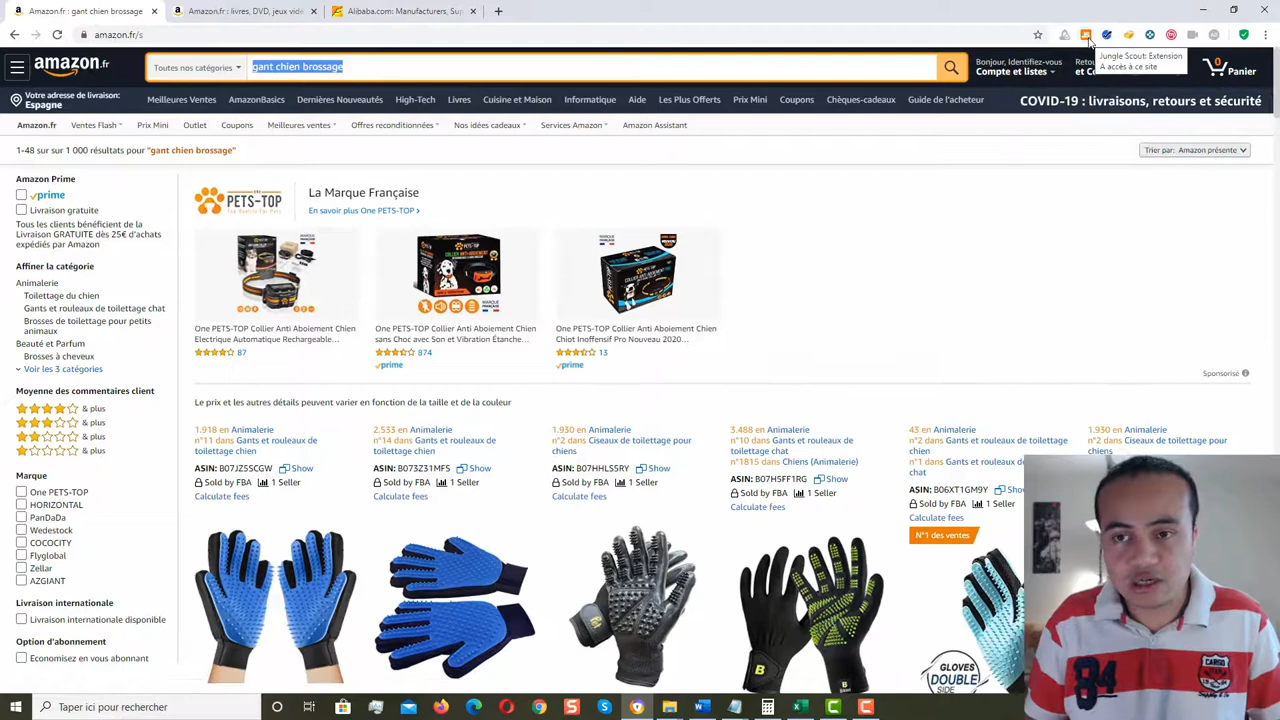 Amazon.fr : gant chien brossage
Amazon.fr : livres, DVD, jeux vidé
Alibaba.com: Manufacturers, Sup
amazon.fr/s
Jungle Scout: Extension
A accès à ce site
amazon.fr
Toutes nos catégories
gant chien brossage
Bonjour, Identifiez-vous
Compte et listes
Retou
et Co
0
Panier
Votre adresse de livraison:
Espagne
Meilleures Ventes
AmazonBasics
Dernières Nouveautés
High-Tech
Livres
Cuisine et Maison
Informatique
Aide
Les Plus Offerts
Prix Mini
Coupons
Chèques-cadeaux
Guide de l'acheteur
COVID-19 : livraisons, retours et sécurité
Amazon.fr
Ventes Flash
Prix Mini
Outlet
Coupons
Meilleures ventes
Offres reconditionnées
Nos idées cadeaux
Services Amazon
Amazon Assistant
1-48 sur sur 1 000 résultats pour "gant chien brossage"
Trier par: Amazon présente
Amazon Prime
prime
Livraison gratuite
Tous les clients bénéficient de la
Livraison GRATUITE dès 25€ d'achats
expédiés par Amazon
Affiner la catégorie
Animalerie
Toilettage du chien
Gants et rouleaux de toilettage chat
Brosses de toilettage pour petits
animaux
Beauté et Parfum
Brosses à cheveux
Voir les 3 catégories
Moyenne des commentaires client
& plus
& plus
& plus
& plus
Marque
One PETS-TOP
HORIZONTAL
PanDaDa
Wedestock
COCOCITY
Flyglobal
Zellar
AZGIANT
Livraison internationale
Livraison internationale disponible
Option d'abonnement
Economisez en vous abonnant
PETS-TOP
La Marque Française
En savoir plus One PETS-TOP
One PETS-TOP Collier Anti Aboiement Chien
Electrique Automatique Rechargeable…
87
One PETS-TOP Collier Anti Aboiement Chien
sans Choc avec Son et Vibration Étanche…
874
prime
One PETS-TOP Collier Anti Aboiement Chien
Chiot Inoffensif Pro Nouveau 2020…
13
prime
Sponsorisé
Le prix et les autres détails peuvent varier en fonction de la taille et de la couleur
1.918 en Animalerie
n°11 dans Gants et rouleaux de
toilettage chien
ASIN: B07JZ5SCGW Show
Sold by FBA 1 Seller
Calculate fees
2.533 en Animalerie
n°14 dans Gants et rouleaux de
toilettage chien
ASIN: B073Z31MFS Show
Sold by FBA 1 Seller
Calculate fees
1.930 en Animalerie
n°2 dans Ciseaux de toilettage pour
chiens
ASIN: B07HHLS5RY Show
Sold by FBA 1 Seller
Calculate fees
3.488 en Animalerie
n°10 dans Gants et rouleaux de
toilettage chat
n°1815 dans Chiens (Animalerie)
ASIN: B07H5FF1RG Show
Sold by FBA 1 Seller
Calculate fees
43 en Animalerie
n°2 dans Gants et rouleaux de toilettage
chien
n°1 dans Gants et rouleaux de
chat
ASIN: B06XT1GM9Y Sho
Sold by FBA 1 Seller
Calculate fees
N°1 des ventes
1.930 en Animalerie
n°2 dans Ciseaux de toilettage pour
chiens
GLOVES
DOUBLE
SIDE
84
CARGO
Taper ici pour rechercher